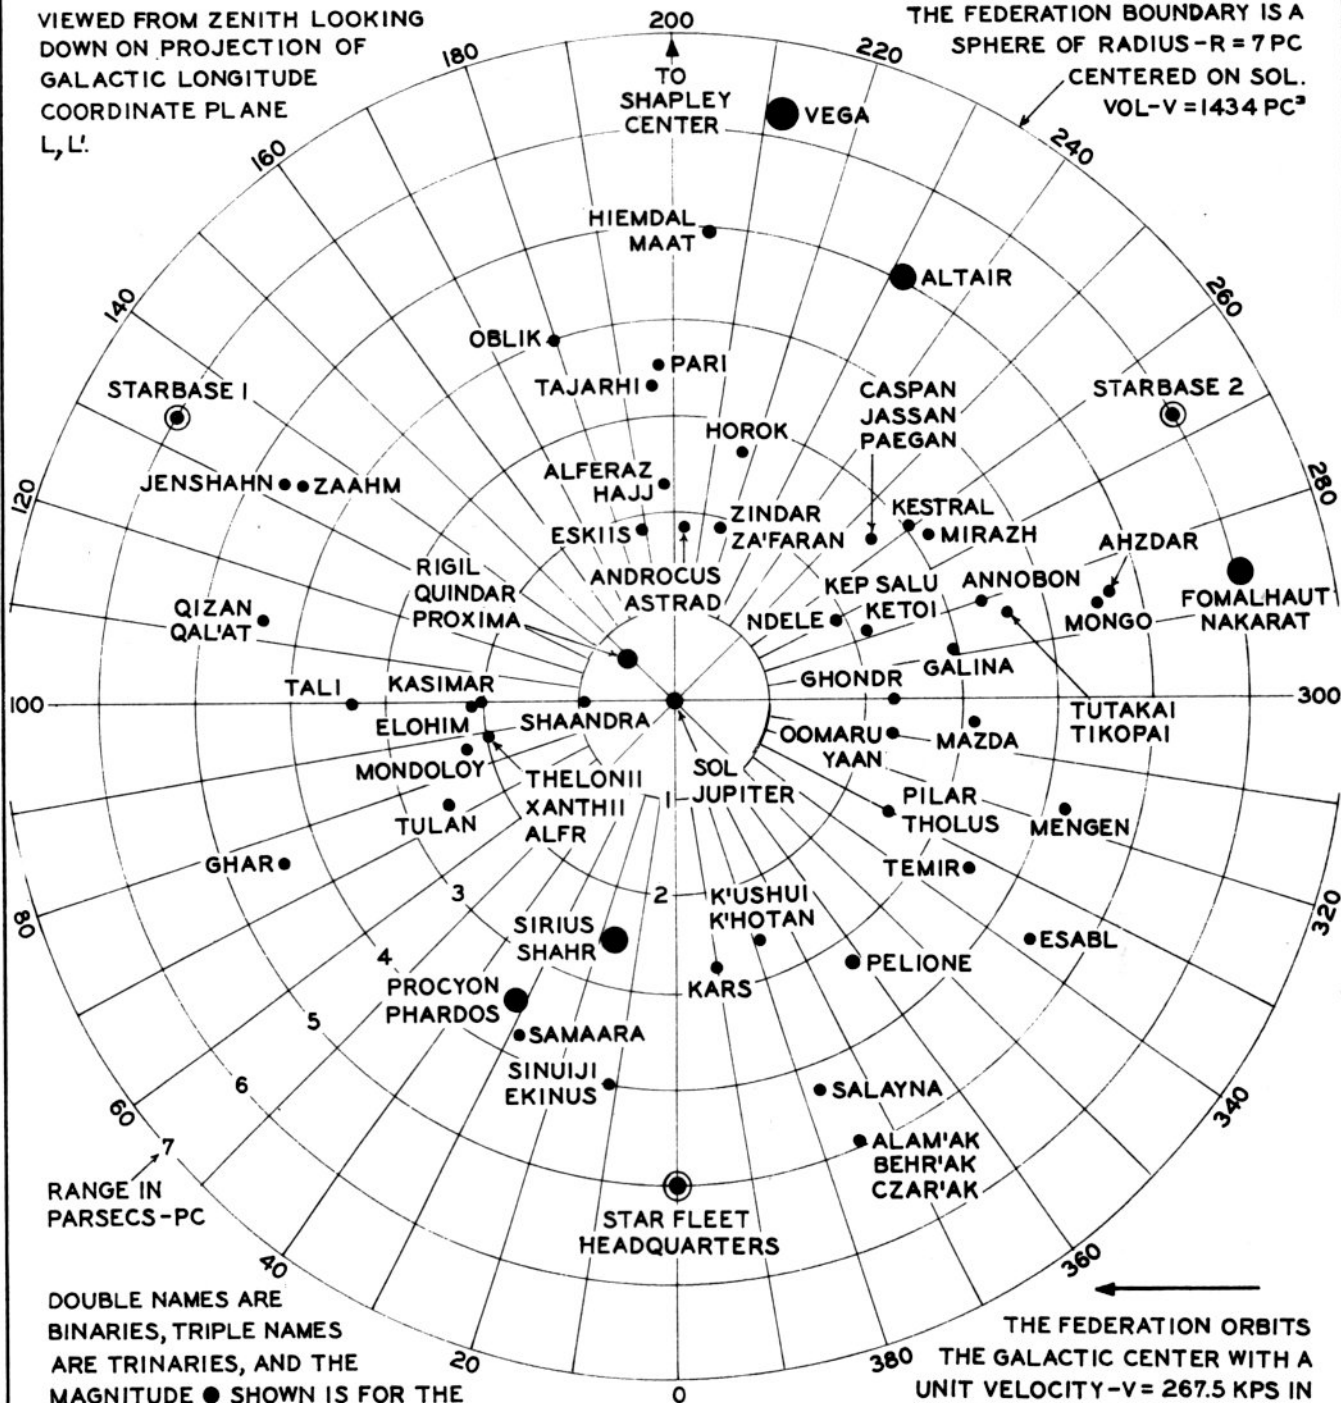 VIEWED FROM ZENITH LOOKING
DOWN ON PROJECTION OF
GALACTIC LONGITUDE
COORDINATE PLANE
L, L'.
THE FEDERATION BOUNDARY IS A
SPHERE OF RADIUS-R = 7 PC
CENTERED ON SOL.
VOL-V = 1434 PC³
200
180
220
160
240
140
260
120
280
100
300
80
320
60
340
40
360
20
380
0
TO
SHAPLEY
CENTER
VEGA
HIEMDAL
MAAT
ALTAIR
OBLIK
PARI
TAJARHI
STARBASE 1
CASPAN
JASSAN
PAEGAN
STARBASE 2
HOROK
JENSHAHN
ZAAHM
ALFERAZ
HAJJ
ESKIIS
ZINDAR
ZA'FARAN
KESTRAL
MIRAZH
AHZDAR
RIGIL
QUINDAR
PROXIMA
ANDROCUS
ASTRAD
KEP SALU
KETOI
ANNOBON
NDELE
MONGO
FOMALHAUT
NAKARAT
QIZAN
QAL'AT
GALINA
GHONDR
TALI
KASIMAR
ELOHIM
SHAANDRA
TUTAKAI
TIKOPAI
OOMARU
YAAN
MAZDA
MONDOLOY
THELONII
XANTHII
ALFR
SOL
JUPITER
TULAN
PILAR
THOLUS
MENGEN
GHAR
TEMIR
K'USHUI
K'HOTAN
SIRIUS
SHAHR
ESABL
PELIONE
KARS
PROCYON
PHARDOS
SAMAARA
SINUIJI
EKINUS
SALAYNA
ALAM'AK
BEHR'AK
CZAR'AK
STAR FLEET
HEADQUARTERS
1
2
3
4
5
6
7
RANGE IN
PARSECS-PC
DOUBLE NAMES ARE
BINARIES, TRIPLE NAMES
ARE TRINARIES, AND THE
MAGNITUDE ● SHOWN IS FOR THE
THE FEDERATION ORBITS
THE GALACTIC CENTER WITH A
UNIT VELOCITY-V = 267.5 KPS IN